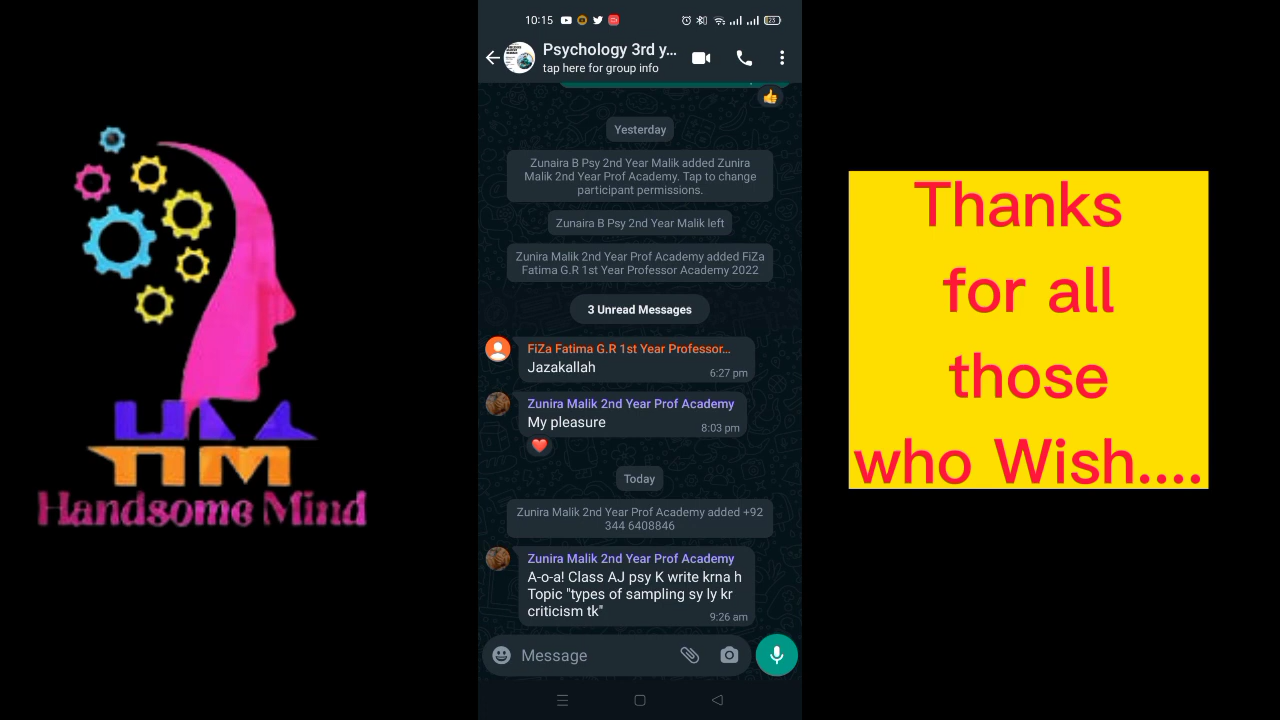 10:15
23
Psychology 3rd y...
tap here for group info
Yesterday
Zunaira B Psy 2nd Year Malik added Zunira
Malik 2nd Year Prof Academy. Tap to change
participant permissions.
Zunaira B Psy 2nd Year Malik left
Zunira Malik 2nd Year Prof Academy added FiZa
Fatima G.R 1st Year Professor Academy 2022
3 Unread Messages
FiZa Fatima G.R 1st Year Professor...
Jazakallah
6:27 pm
Zunira Malik 2nd Year Prof Academy
My pleasure
8:03 pm
Today
Zunira Malik 2nd Year Prof Academy added +92
344 6408846
Zunira Malik 2nd Year Prof Academy
A-o-a! Class AJ psy K write krna h
Topic "types of sampling sy ly kr
criticism tk"
9:26 am
Message
HM
HM
Handsome Mind
Thanks
for all
those
who Wish....